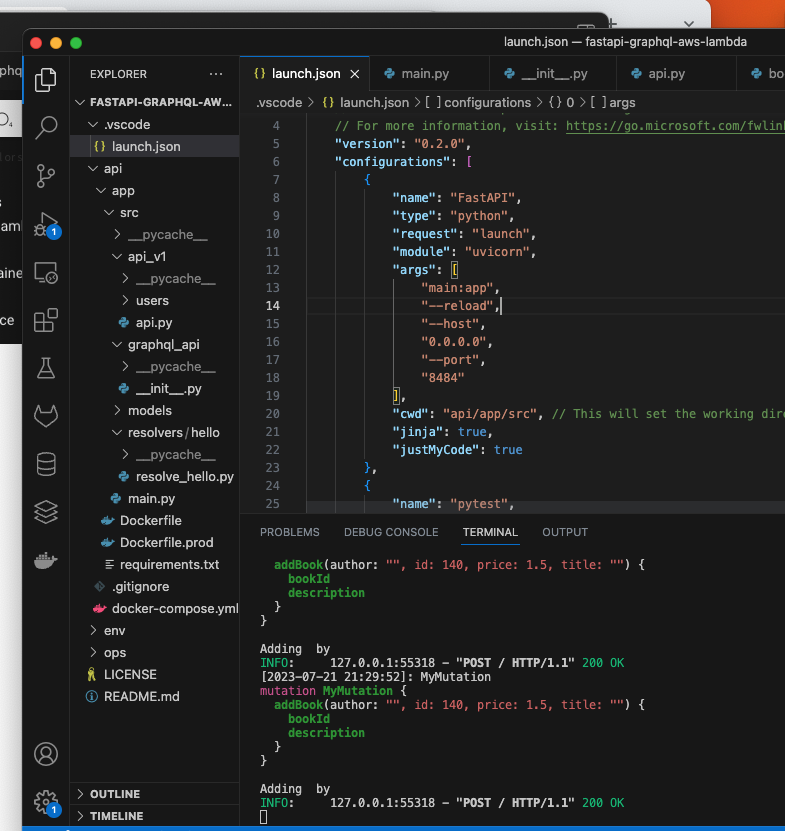 launch.json — fastapi-graphql-aws-lambda
EXPLORER
FASTAPI-GRAPHQL-AW...
.vscode
launch.json
api
app
src
__pycache__
api_v1
__pycache__
users
api.py
graphql_api
__pycache__
__init__.py
models
resolvers/hello
__pycache__
resolve_hello.py
main.py
Dockerfile
Dockerfile.prod
requirements.txt
.gitignore
docker-compose.yml
env
ops
LICENSE
README.md
OUTLINE
TIMELINE
1
1
launch.json
main.py
__init__.py
api.py
bo
.vscode > {} launch.json > [ ] configurations > {} 0 > [ ] args
4 // For more information, visit: https://go.microsoft.com/fwlin
5 "version": "0.2.0",
6 "configurations": [
7 {
8 "name": "FastAPI",
9 "type": "python",
10 "request": "launch",
11 "module": "uvicorn",
12 "args": [
13 "main:app",
14 "--reload",
15 "--host",
16 "0.0.0.0",
17 "--port",
18 "8484"
19 ],
20 "cwd": "api/app/src", // This will set the working dire
21 "jinja": true,
22 "justMyCode": true
23 },
24 {
25 "name": "pytest",
PROBLEMS DEBUG CONSOLE TERMINAL OUTPUT
addBook(author: "", id: 140, price: 1.5, title: "") {
bookId
description
}
}
Adding by
INFO: 127.0.0.1:55318 - "POST / HTTP/1.1" 200 OK
[2023-07-21 21:29:52]: MyMutation
mutation MyMutation {
addBook(author: "", id: 140, price: 1.5, title: "") {
bookId
description
}
}
Adding by
INFO: 127.0.0.1:55318 - "POST / HTTP/1.1" 200 OK